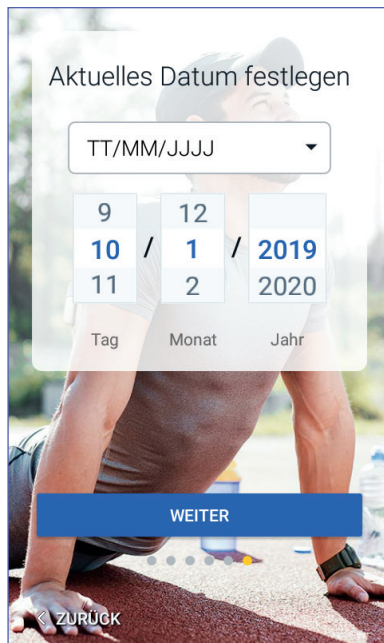 Aktuelles Datum festlegen
TT/MM/JJJJ
9 12
10 / 1 / 2019
11 2 2020
Tag Monat Jahr
WEITER
ZURÜCK